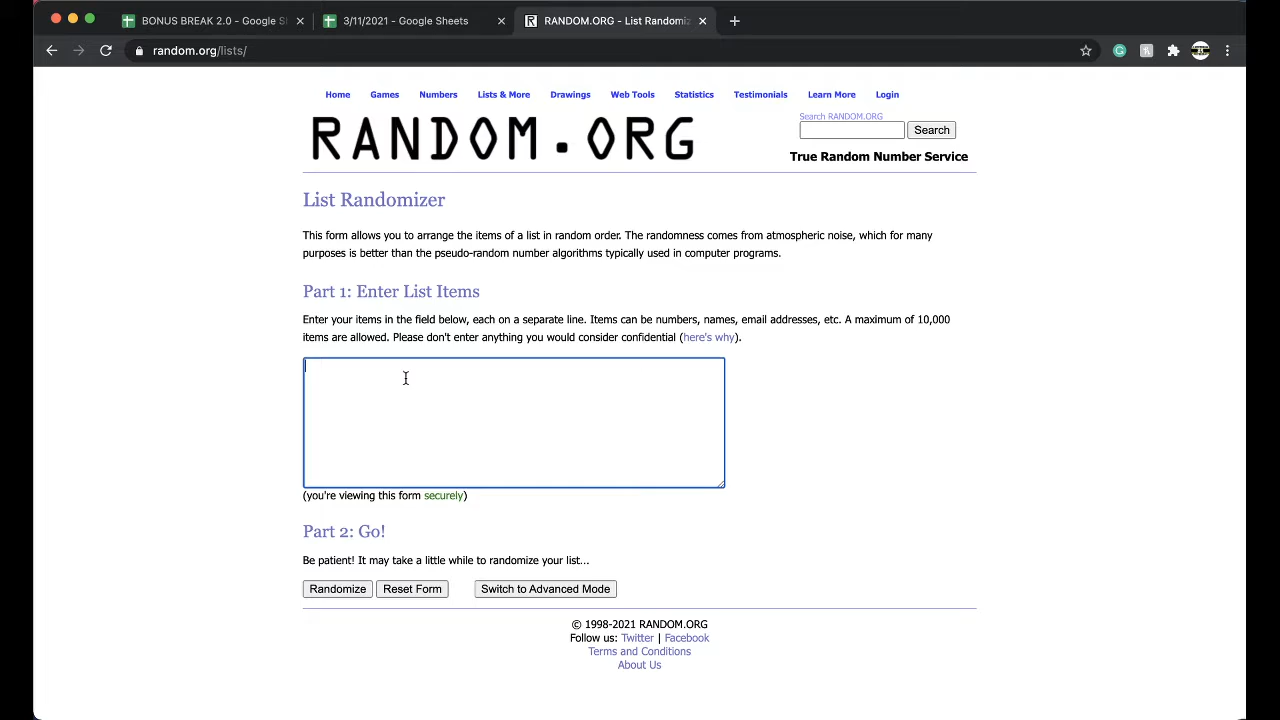 BONUS BREAK 2.0 - Google S
3/11/2021 - Google Sheets
RANDOM.ORG - List Randomiz
random.org/lists/
Home Games Numbers Lists & More Drawings Web Tools Statistics Testimonials Learn More Login
RANDOM.ORG
Search RANDOM.ORG
Search
True Random Number Service
List Randomizer
This form allows you to arrange the items of a list in random order. The randomness comes from atmospheric noise, which for many
purposes is better than the pseudo-random number algorithms typically used in computer programs.
Part 1: Enter List Items
Enter your items in the field below, each on a separate line. Items can be numbers, names, email addresses, etc. A maximum of 10,000
items are allowed. Please don't enter anything you would consider confidential (here's why).
(you're viewing this form securely)
Part 2: Go!
Be patient! It may take a little while to randomize your list...
Randomize Reset Form Switch to Advanced Mode
© 1998-2021 RANDOM.ORG
Follow us: Twitter | Facebook
Terms and Conditions
About Us